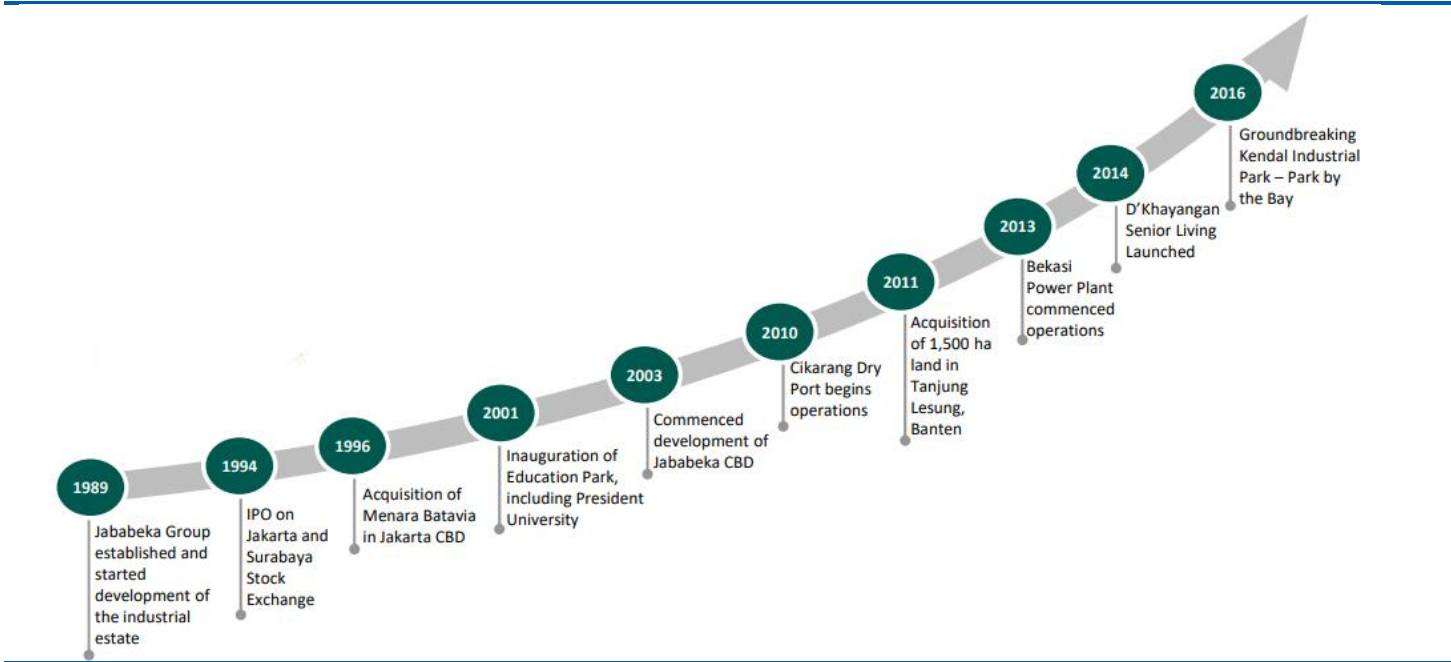 1989
Jababeka Group
established and
started
development of
the industrial
estate
1994
IPO on
Jakarta and
Surabaya
Stock
Exchange
1996
Acquisition of
Menara Batavia
in Jakarta CBD
2001
Inauguration of
Education Park,
including President
University
2003
Commenced
development of
Jababeka CBD
2010
Cikarang Dry
Port begins
operations
2011
Acquisition
of 1,500 ha
land in
Tanjung
Lesung,
Banten
2013
Bekasi
Power Plant
commenced
operations
2014
D’Khayangan
Senior Living
Launched
2016
Groundbreaking
Kendal Industrial
Park – Park by
the Bay